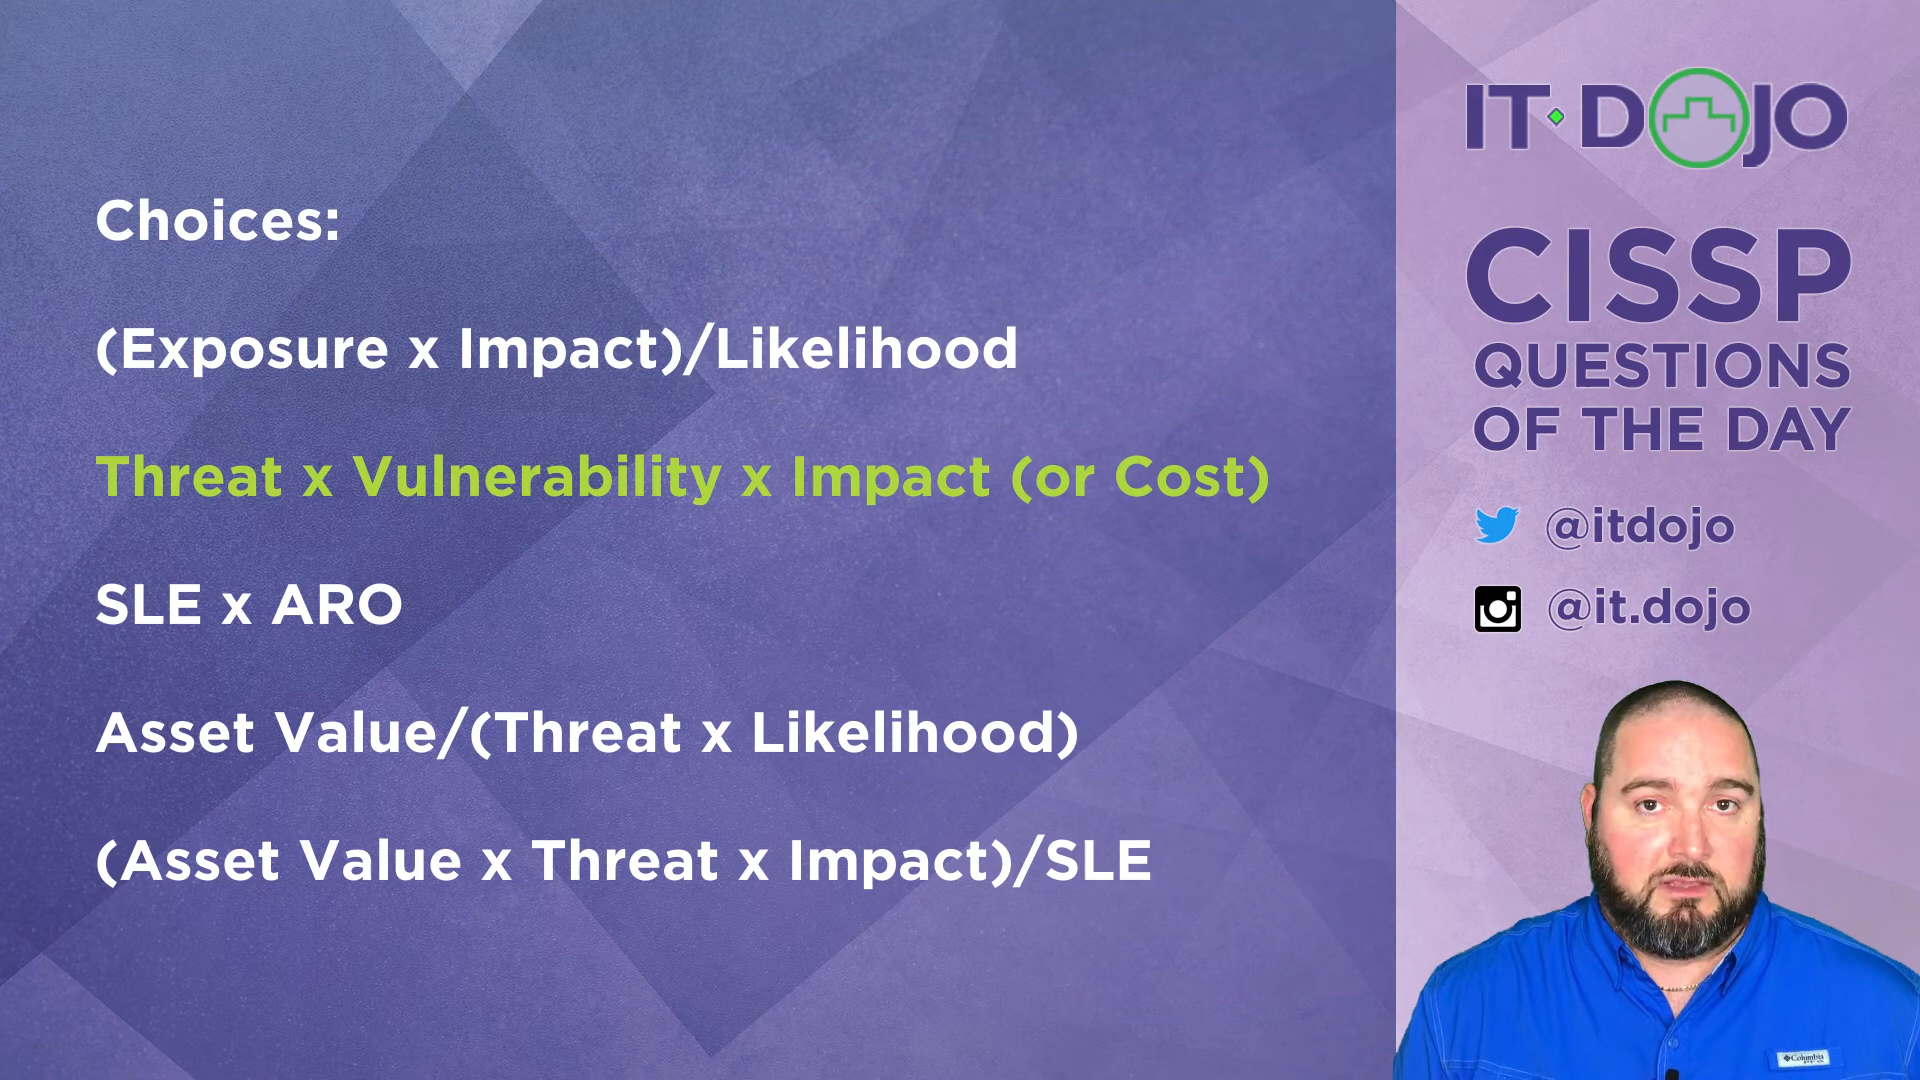 Choices:
(Exposure x Impact)/Likelihood
Threat x Vulnerability x Impact (or Cost)
SLE x ARO
Asset Value/(Threat x Likelihood)
(Asset Value x Threat x Impact)/SLE
IT DOJO
CISSP
QUESTIONS
OF THE DAY
@itdojo
@it.dojo
Columbia